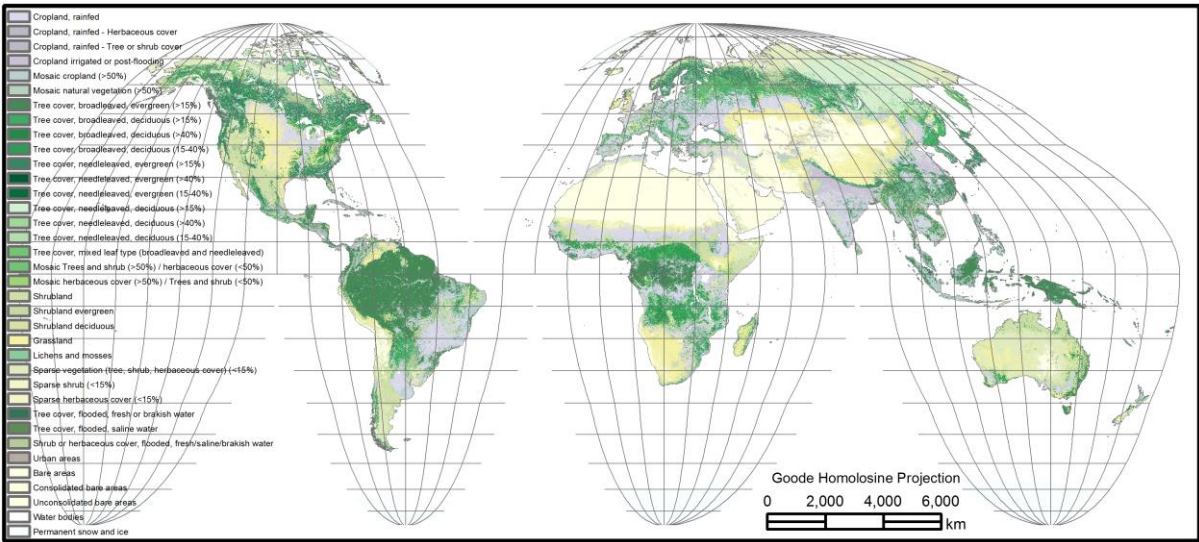 Cropland, rainfed
Cropland, rainfed - Herbaceous cover
Cropland, rainfed - Tree or shrub cover
Cropland irrigated or post-flooding
Mosaic cropland (>50%)
Mosaic natural vegetation (>50%)
Tree cover, broadleaved, evergreen (>15%)
Tree cover, broadleaved, deciduous (>15%)
Tree cover, broadleaved, deciduous (>40%)
Tree cover, broadleaved, deciduous (15-40%)
Tree cover, needleleaved, evergreen (>15%)
Tree cover, needleleaved, evergreen (>40%)
Tree cover, needleleaved, evergreen (15-40%)
Tree cover, needleleaved, deciduous (>15%)
Tree cover, needleleaved, deciduous (>40%)
Tree cover, needleleaved, deciduous (15-40%)
Tree cover, mixed leaf type (broadleaved and needleleaved)
Mosaic Trees and shrub (>50%) / herbaceous cover (<50%)
Mosaic herbaceous cover (>50%) / Trees and shrub (<50%)
Shrubland
Shrubland evergreen
Shrubland deciduous
Grassland
Lichens and mosses
Sparse vegetation (tree, shrub, herbaceous cover) (<15%)
Sparse shrub (<15%)
Sparse herbaceous cover (<15%)
Tree cover, flooded, fresh or brakish water
Tree cover, flooded, saline water
Shrub or herbaceous cover, flooded, fresh/saline/brakish water
Urban areas
Bare areas
Consolidated bare areas
Unconsolidated bare areas
Water bodies
Permanent snow and ice
Goode Homolosine Projection
0 2,000 4,000 6,000
km